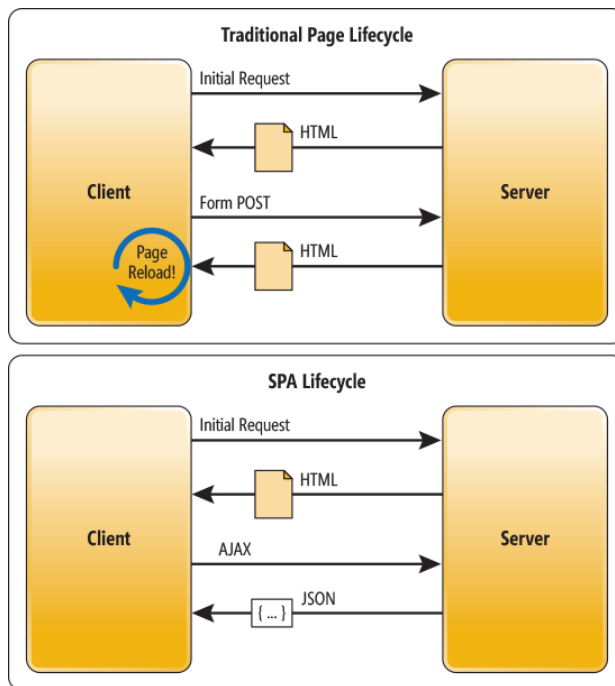 Traditional Page Lifecycle
Initial Request
HTML
Client
Server
Form POST
HTML
Page
Reload!
SPA Lifecycle
Initial Request
HTML
Client
Server
AJAX
JSON
{ ... }